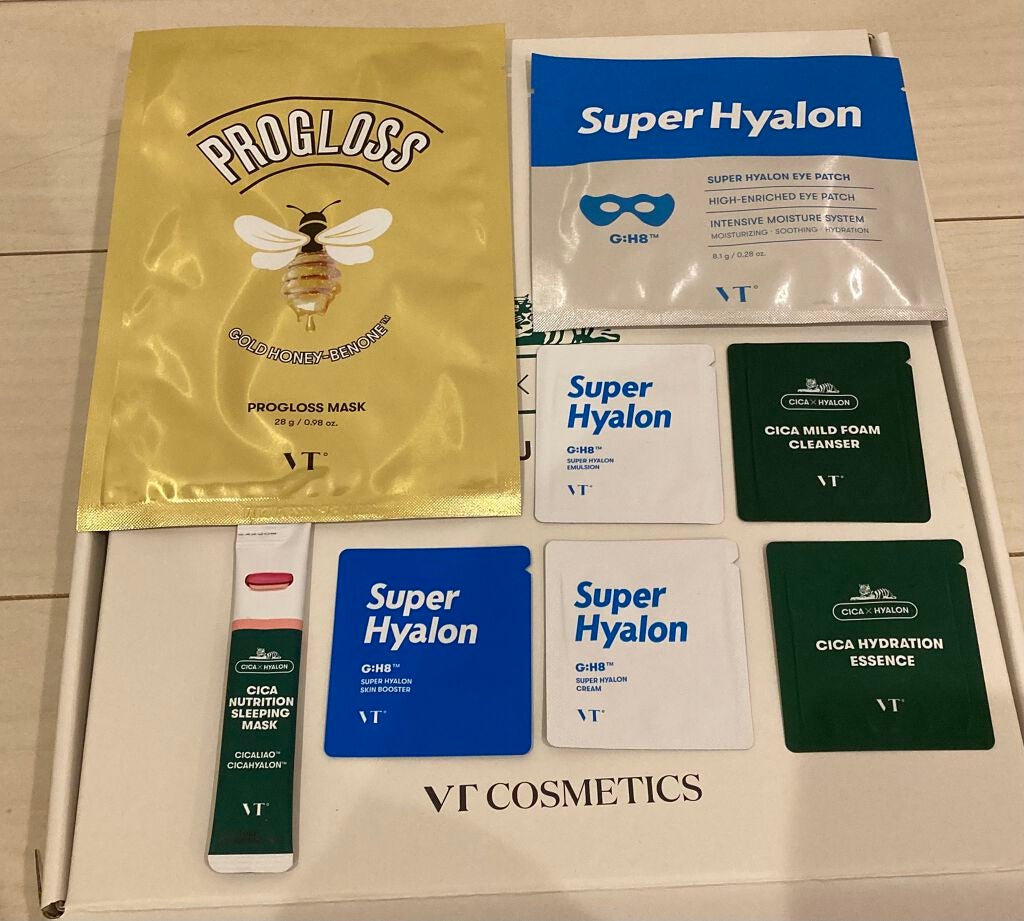 PROGLOSS
GOLD HONEY-BENONE™
PROGLOSS MASK
28 g / 0.98 oz.
VT°
Super Hyalon
SUPER HYALON EYE PATCH
HIGH-ENRICHED EYE PATCH
INTENSIVE MOISTURE SYSTEM
MOISTURIZING · SOOTHING · HYDRATION
G:H8™
8.1 g / 0.28 oz.
VT°
X
U
Super
Hyalon
G:H8™
SUPER HYALON
EMULSION
VT°
CICA X HYALON
CICA MILD FOAM
CLEANSER
VT°
CICA X HYALON
CICA
NUTRITION
SLEEPING
MASK
CICALIAO™
CICAHYALON™
VT°
Super
Hyalon
G:H8™
SUPER HYALON
SKIN BOOSTER
VT°
Super
Hyalon
G:H8™
SUPER HYALON
CREAM
VT°
CICA X HYALON
CICA HYDRATION
ESSENCE
VT°
VT COSMETICS